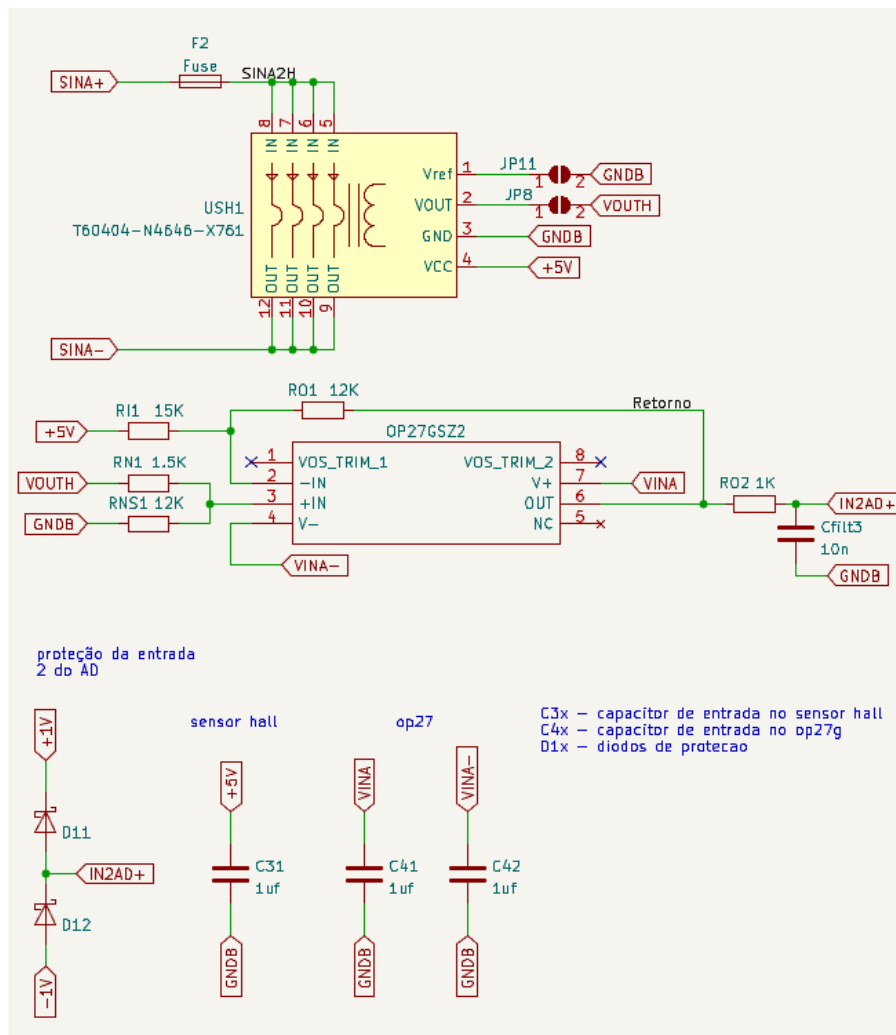 F2
Fuse
SINA+
SINA2H
8 7 6 5
IN IN IN IN
USH1
T60404-N4646-X761
Vref 1 JP11 1 2 GNDB
VOUT 2 JP8 1 2 VOUTH
GND 3 GNDB
VCC 4 +5V
OUT OUT OUT OUT
12 11 10 9
SINA-
RO1 12K
Retorno
RI1 15K
+5V
OP27GSZ2
RN1 1.5K
VOUTH
RNS1 12K
GNDB
1 VOS_TRIM_1 VOS_TRIM_2 8
2 -IN V+ 7 VINA
3 +IN OUT 6
4 V- NC 5
VINA-
RO2 1K
IN2AD+
Cfilt3
10n
GNDB
proteção da entrada
2 do AD
sensor hall
op27
C3x – capacitor de entrada no sensor hall
C4x – capacitor de entrada no op27g
D1x – diodos de protecao
+1V
D11
IN2AD+
D12
-1V
+5V
C31
1uf
GNDB
VINA
C41
1uf
GNDB
VINA-
C42
1uf
GNDB